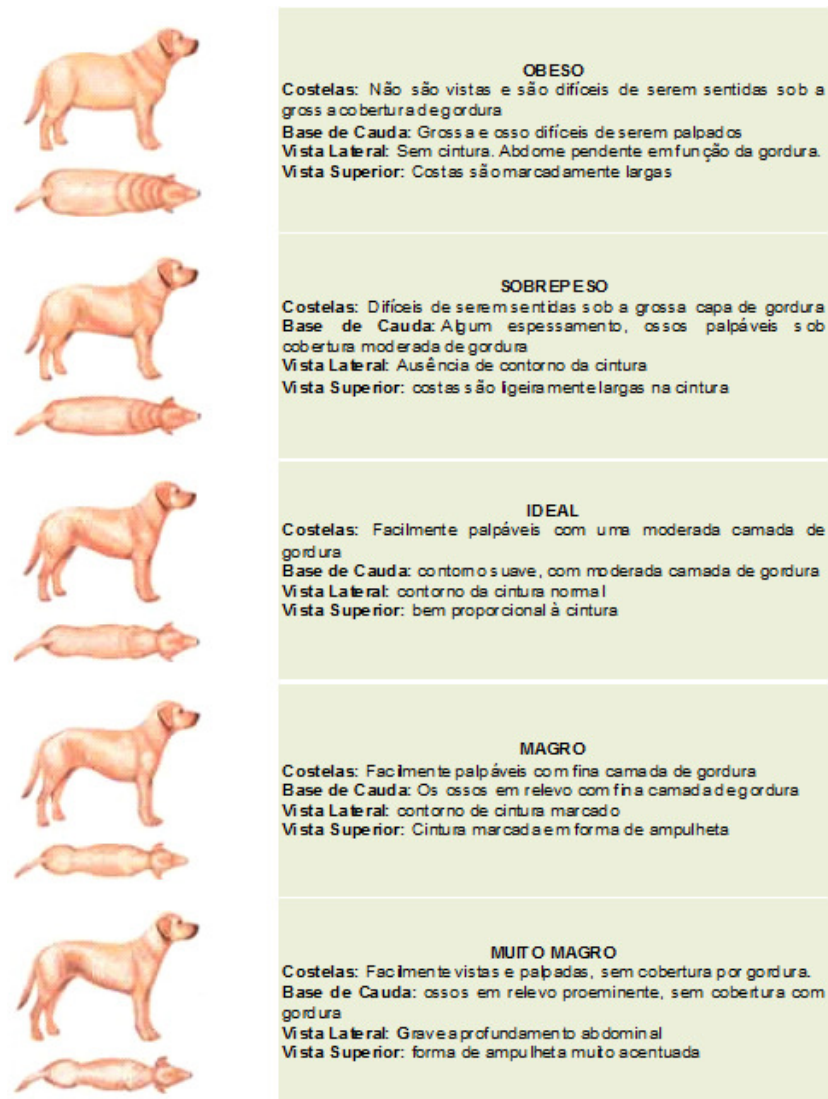 OBESO
Costelas: Não são vistas e são difíceis de serem sentidas sob a
grossa cobertura de gordura
Base de Cauda: Grossa e osso difíceis de serem palpados
Vista Lateral: Sem cintura. Abdome pendente em função da gordura.
Vista Superior: Costas são marcadamente largas
SOBREPESO
Costelas: Difíceis de serem sentidas sob a grossa capa de gordura
Base de Cauda: Algum espessamento, ossos palpáveis sob
cobertura moderada de gordura
Vista Lateral: Ausência de contorno da cintura
Vista Superior: costas são ligeiramente largas na cintura
IDEAL
Costelas: Facilmente palpáveis com uma moderada camada de
gordura
Base de Cauda: contorno suave, com moderada camada de gordura
Vista Lateral: contorno da cintura normal
Vista Superior: bem proporcional à cintura
MAGRO
Costelas: Facilmente palpáveis com fina camada de gordura
Base de Cauda: Os ossos em relevo com fina camada de gordura
Vista Lateral: contorno de cintura marcado
Vista Superior: Cintura marcada em forma de ampulheta
MUITO MAGRO
Costelas: Facilmente vistas e palpadas, sem cobertura por gordura.
Base de Cauda: ossos em relevo proeminente, sem cobertura com
gordura
Vista Lateral: Grave aprofundamento abdominal
Vista Superior: forma de ampulheta muito acentuada